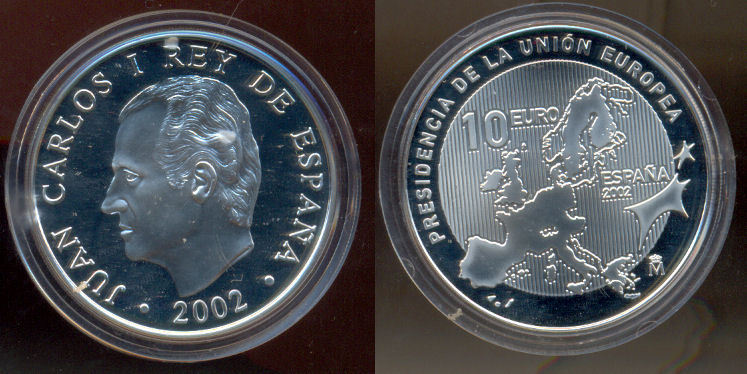 JUAN CARLOS I REY DE ESPAÑA
2002
PRESIDENCIA DE LA UNIÓN EUROPEA
10 EURO
ESPAÑA
2002
M